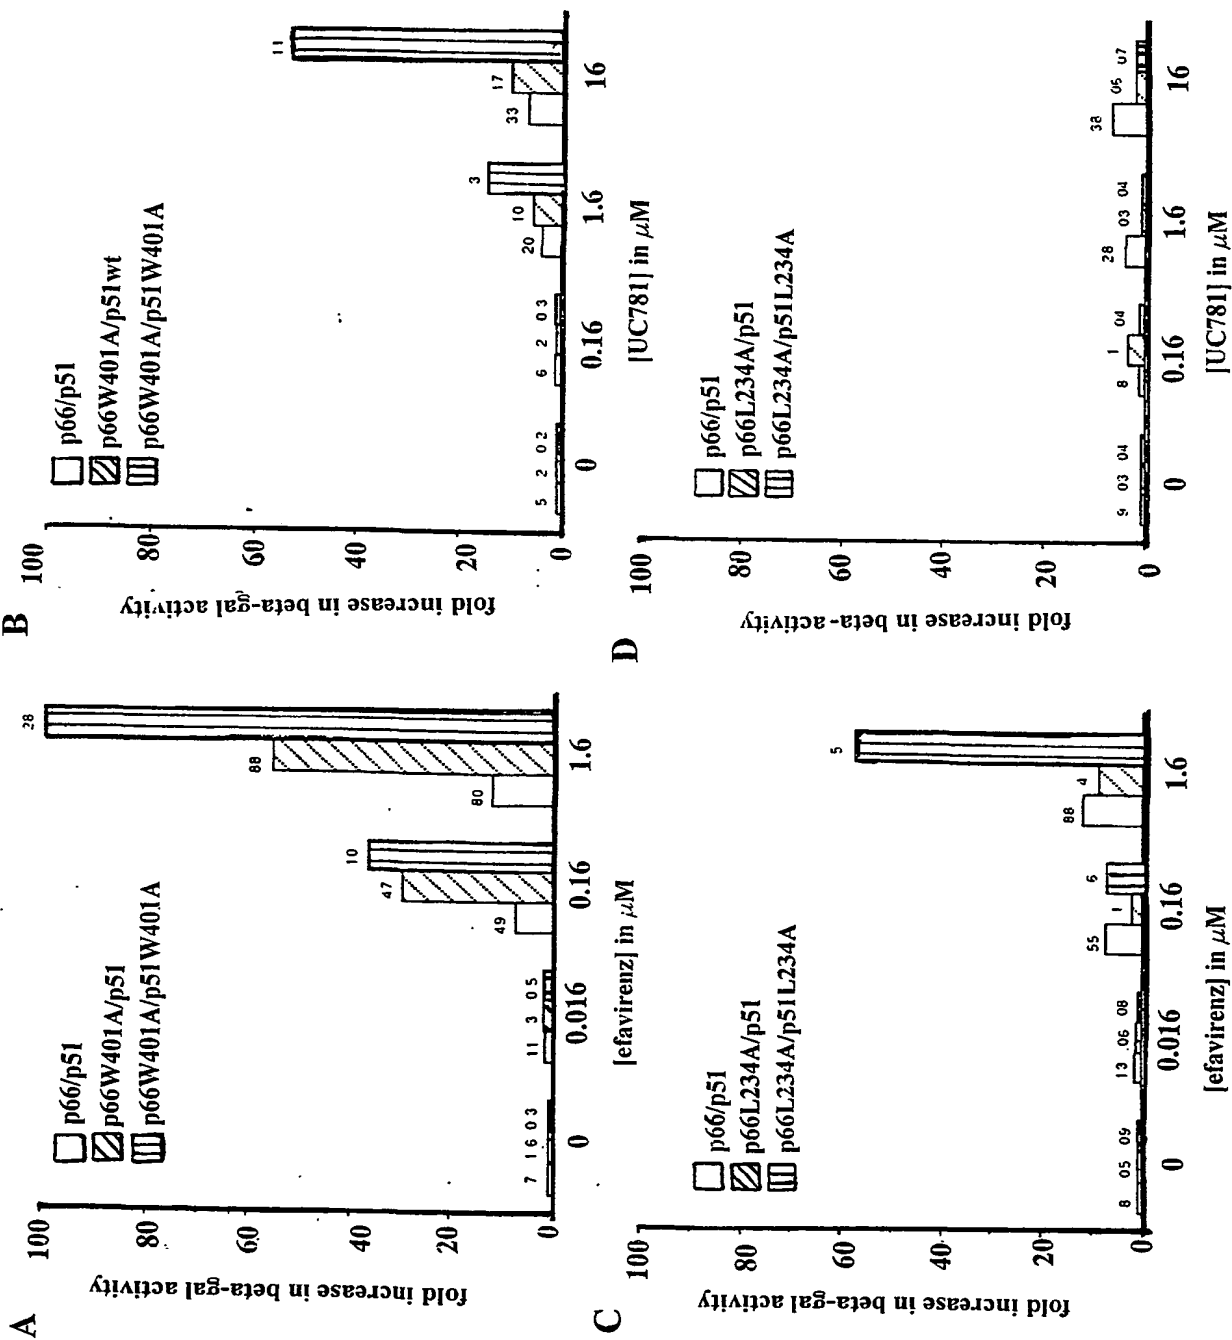 A
fold increase in beta-gal activity
100
80
60
40
20
0
p66/p51
p66W401A/p51
p66W401A/p51W401A
7 1 6 0 3
11 3 0 5
49 47 10
80 88 28
0 0.016 0.16 1.6
[efavirenz] in μM
B
fold increase in beta-gal activity
100
80
60
40
20
0
p66/p51
p66W401A/p51wt
p66W401A/p51W401A
5 2 0 2
6 2 0 3
20 10 3
33 17 11
0 0.16 1.6 16
[UC781] in μM
C
fold increase in beta-gal activity
100
80
60
40
20
0
p66/p51
p66L234A/p51
p66L234A/p51L234A
8 05 09
13 .06 08
55 1 6
88 4 5
0 0.016 0.16 1.6
[efavirenz] in μM
D
fold increase in beta-activity
100
80
60
40
20
0
p66/p51
p66L234A/p51
p66L234A/p51L234A
9 03 04
8 1 04
28 03 04
38 05 07
0 0.16 1.6 16
[UC781] in μM